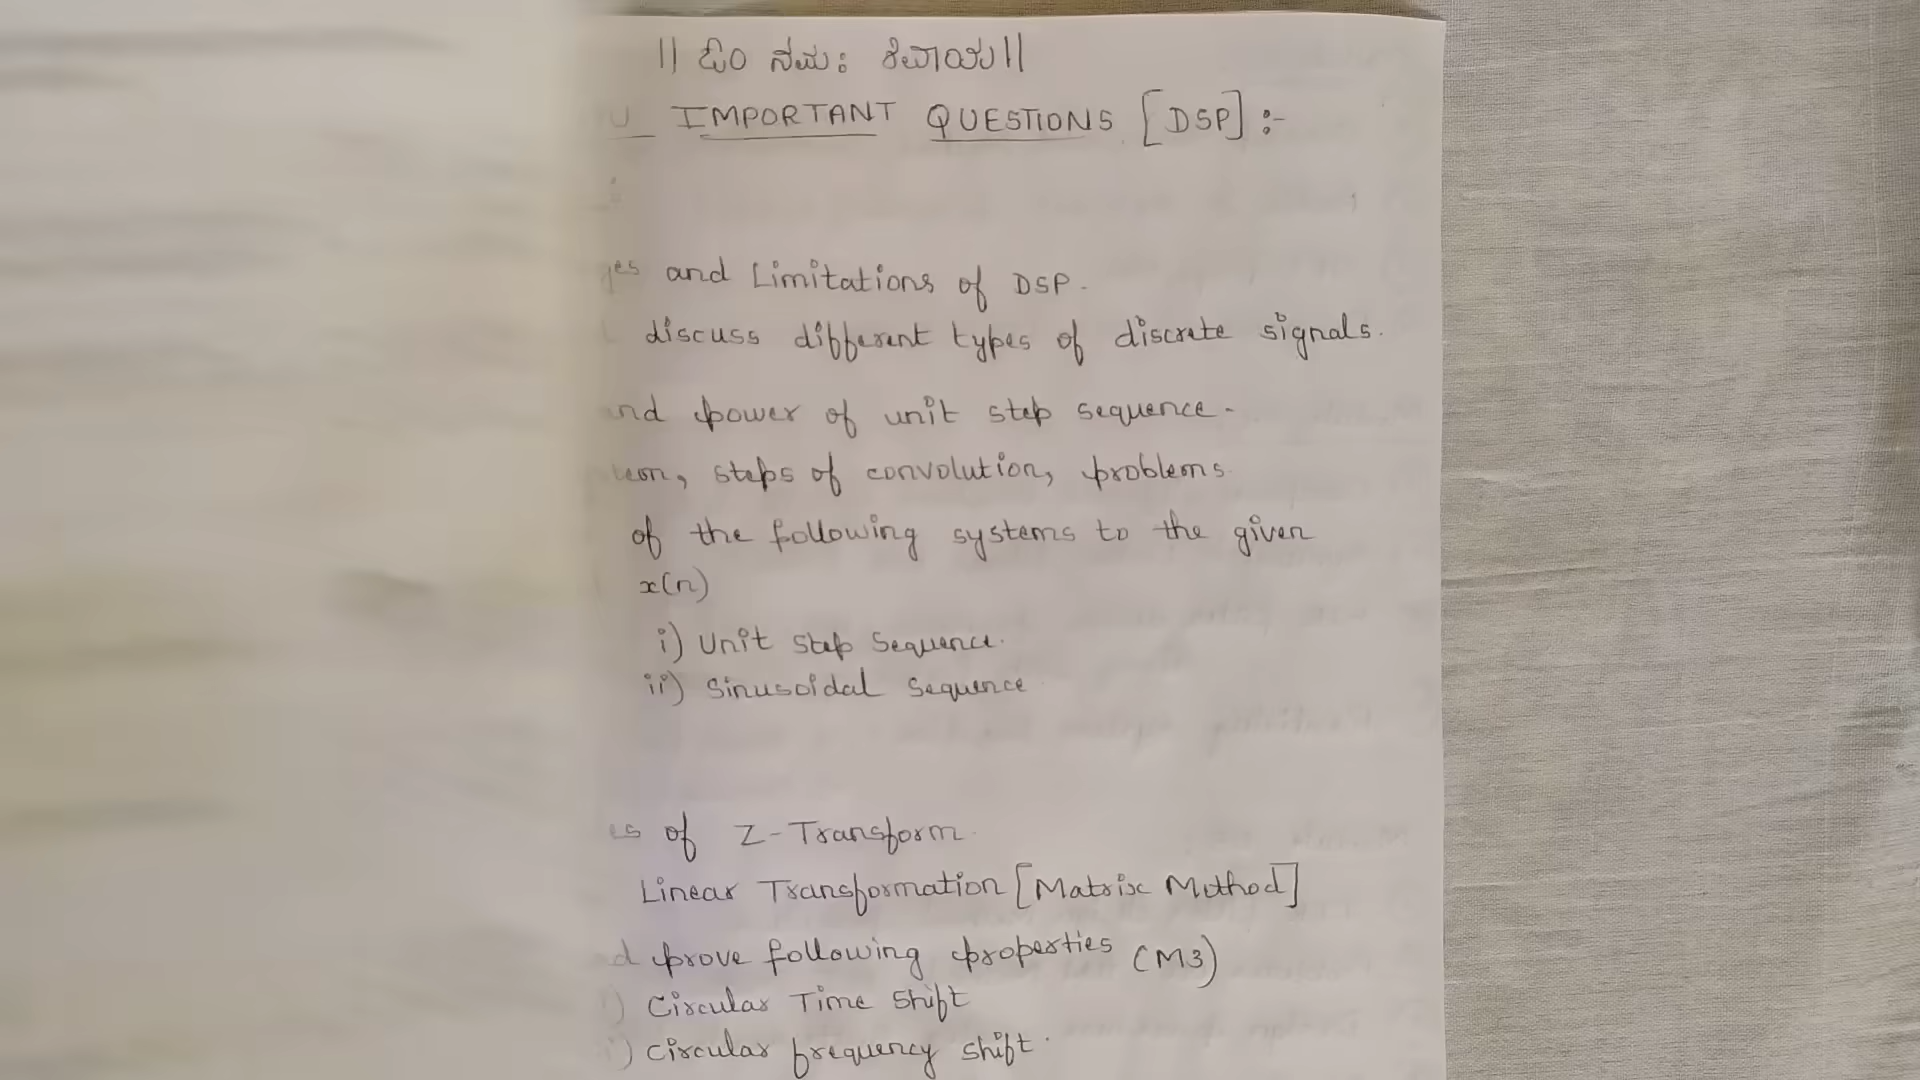 || ಓಂ ನಮಃ ಶಿವಾಯ ||
IMPORTANT QUESTIONS [DSP] :-
and Limitations of DSP.
discuss different types of discrete signals.
power of unit step sequence.
steps of convolution, problems.
of the following systems to the given
x(n)
i) Unit step sequence.
ii) Sinusoidal sequence
of Z-Transform.
Linear Transformation [Matrix Method]
prove following properties (M3)
Circular Time Shift
Circular frequency shift.